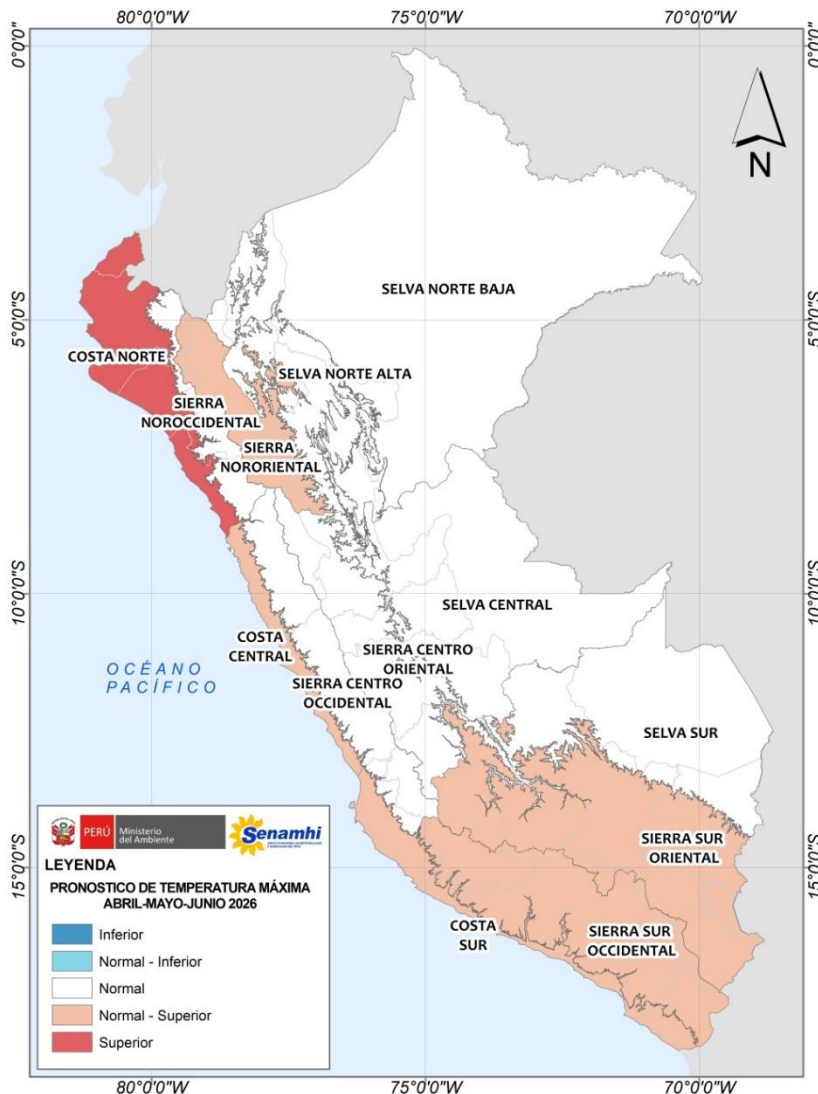 80°0'0"W 75°0'0"W 70°0'0"W
0°0'0" 0°0'0"
N
SELVA NORTE BAJA
5°0'0"S 5°0'0"S
COSTA NORTE
SELVA NORTE ALTA
SIERRA
NOROCCIDENTAL
SIERRA
NORORIENTAL
10°0'0"S 10°0'0"S
SELVA CENTRAL
COSTA
CENTRAL
SIERRA CENTRO
ORIENTAL
OCÉANO
PACÍFICO
SIERRA CENTRO
OCCIDENTAL
SELVA SUR
SIERRA SUR
ORIENTAL
15°0'0"S 15°0'0"S
COSTA
SUR
SIERRA SUR
OCCIDENTAL
PERÚ Ministerio
del Ambiente
Senamhi
LEYENDA
PRONOSTICO DE TEMPERATURA MÁXIMA
ABRIL-MAYO-JUNIO 2026
Inferior
Normal - Inferior
Normal
Normal - Superior
Superior
80°0'0"W 75°0'0"W 70°0'0"W